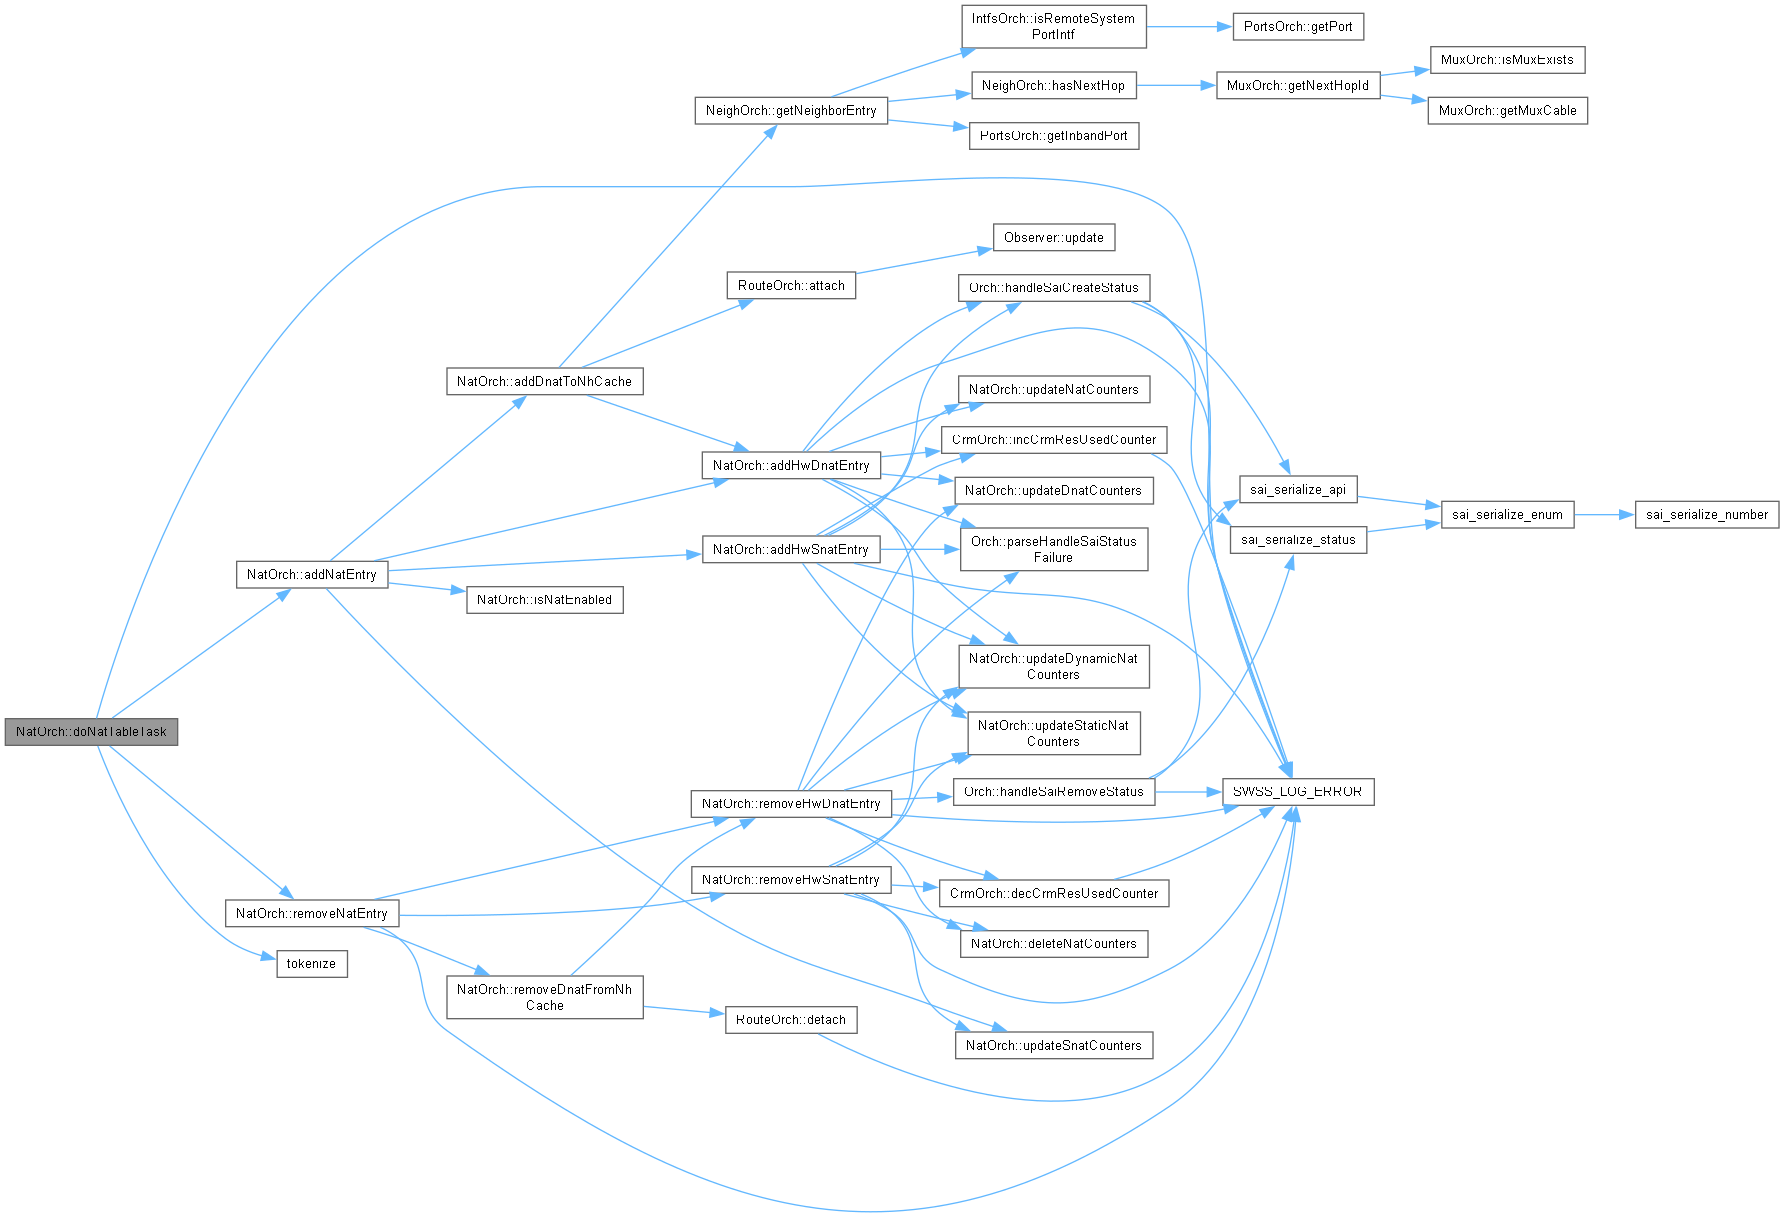 IntfsOrch::isRemoteSystem
PortIntf
PortsOrch::getPort
MuxOrch::isMuxExists
NeighOrch::hasNextHop
MuxOrch::getNextHopId
NeighOrch::getNeighborEntry
MuxOrch::getMuxCable
PortsOrch::getInbandPort
Observer::update
RouteOrch::attach
Orch::handleSaiCreateStatus
NatOrch::addDnatToNhCache
NatOrch::updateNatCounters
CrmOrch::incCrmResUsedCounter
NatOrch::addHwDnatEntry
NatOrch::updateDnatCounters
sai_serialize_api
sai_serialize_enum
sai_serialize_number
NatOrch::addHwSnatEntry
Orch::parseHandleSaiStatus
Failure
sai_serialize_status
NatOrch::addNatEntry
NatOrch::isNatEnabled
NatOrch::updateDynamicNat
Counters
NatOrch::doNatTableTask
NatOrch::updateStaticNat
Counters
Orch::handleSaiRemoveStatus
SWSS_LOG_ERROR
NatOrch::removeHwDnatEntry
NatOrch::removeHwSnatEntry
CrmOrch::decCrmResUsedCounter
NatOrch::removeNatEntry
NatOrch::deleteNatCounters
tokenize
NatOrch::removeDnatFromNh
Cache
RouteOrch::detach
NatOrch::updateSnatCounters